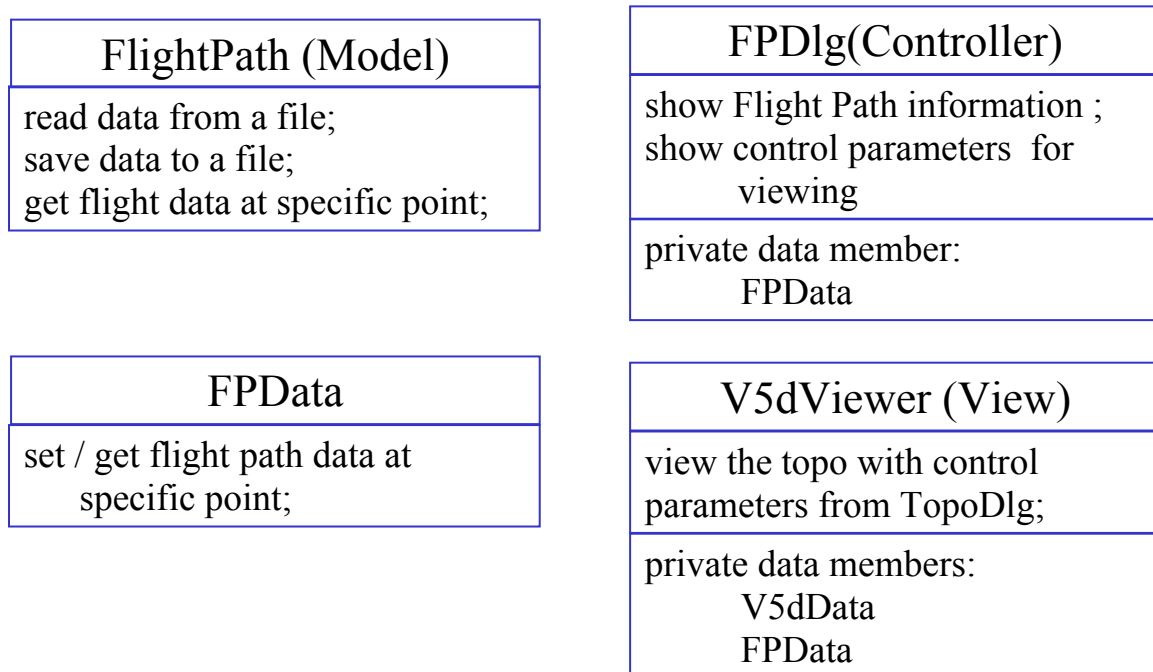 FlightPath (Model)
read data from a file;
save data to a file;
get flight data at specific point;
FPDlg(Controller)
show Flight Path information ;
show control parameters for
viewing
private data member:
FPData
FPData
set / get flight path data at
specific point;
V5dViewer (View)
view the topo with control
parameters from TopoDlg;
private data members:
V5dData
FPData